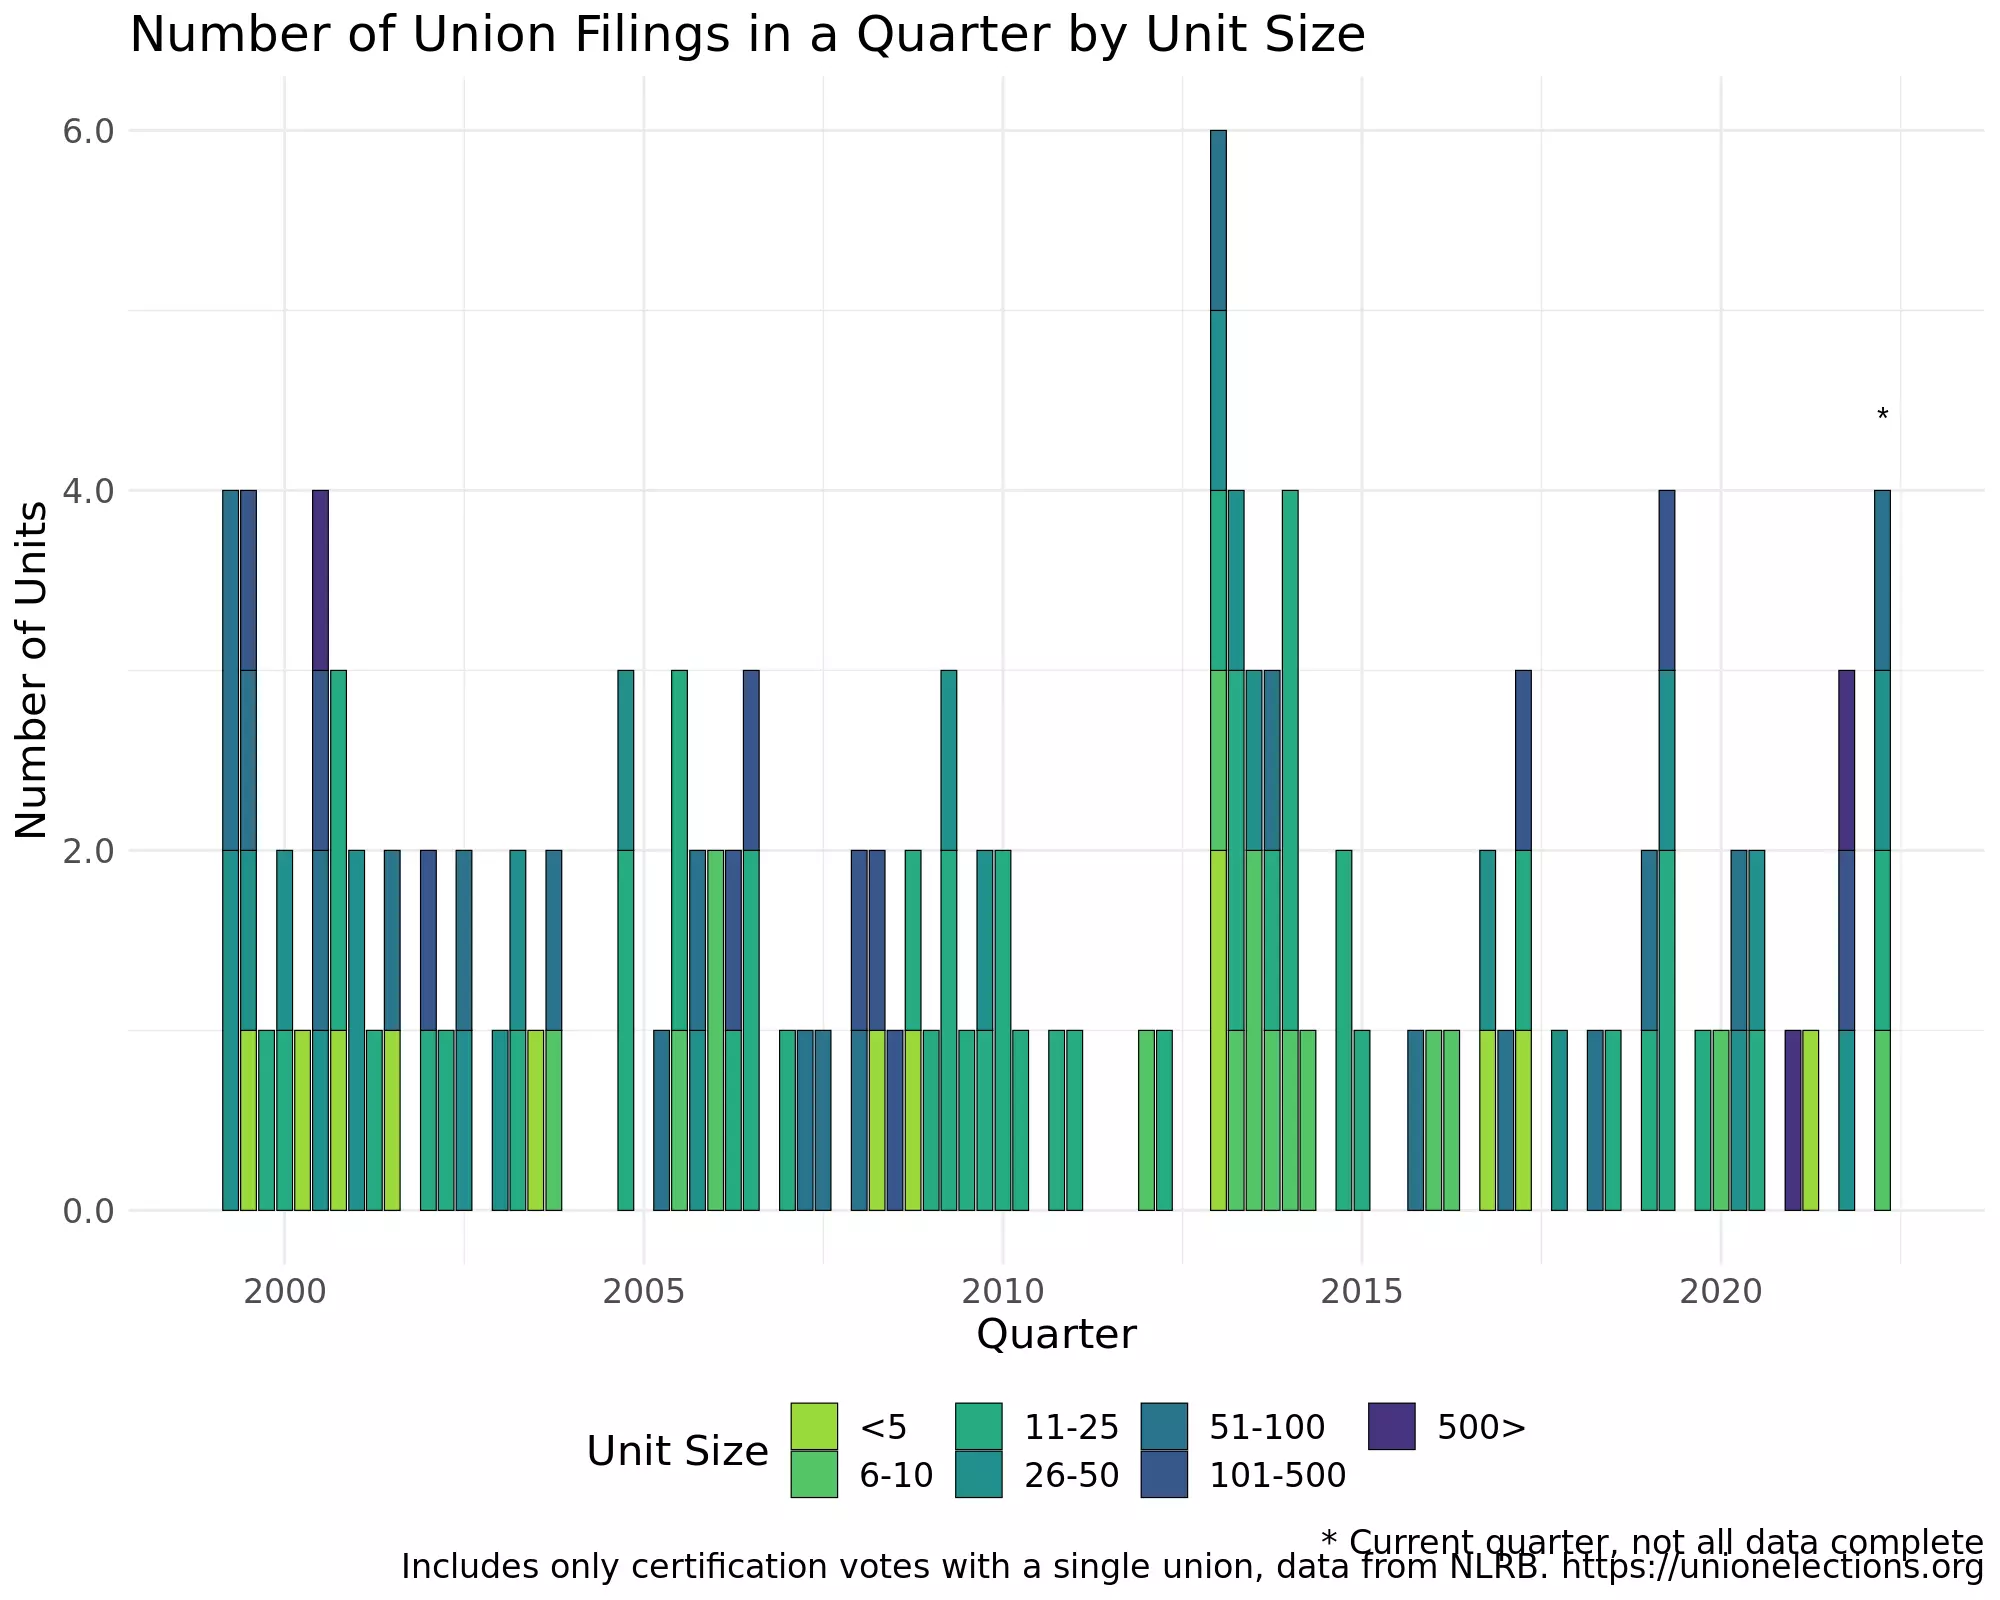 Number of Union Filings in a Quarter by Unit Size
6.0
4.0
2.0
0.0
Number of Units
*
2000 2005 2010 2015 2020
Quarter
Unit Size
<5 11-25 51-100 500>
6-10 26-50 101-500
* Current quarter, not all data complete
Includes only certification votes with a single union, data from NLRB. https://unionelections.org